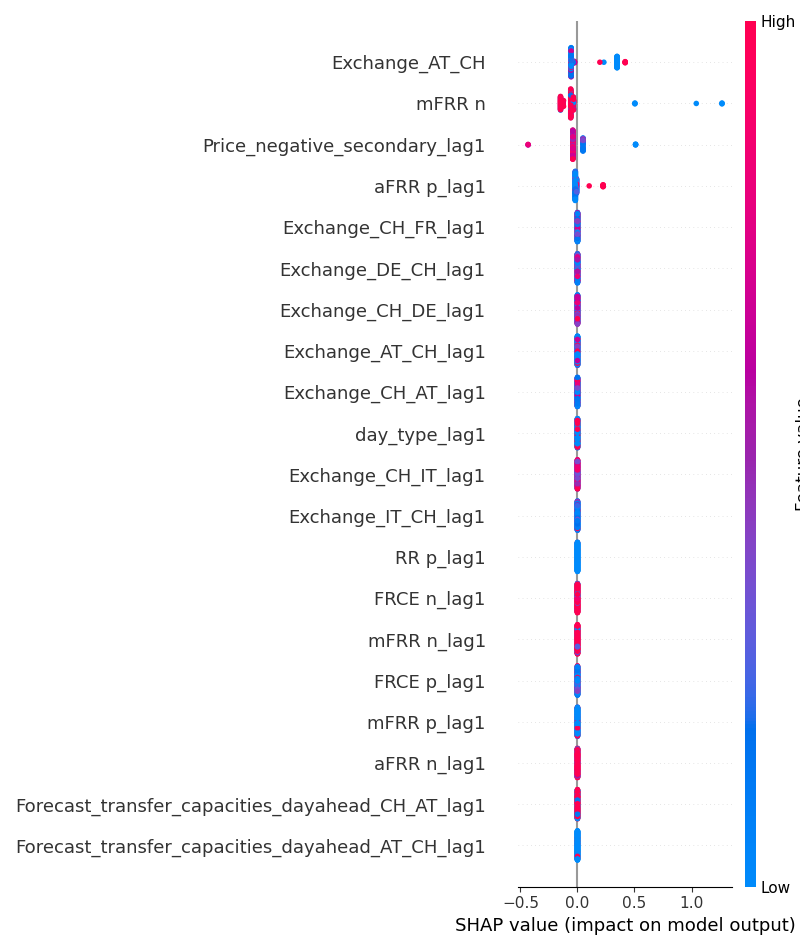 High
Exchange_AT_CH
mFRR n
Price_negative_secondary_lag1
aFRR p_lag1
Exchange_CH_FR_lag1
Exchange_DE_CH_lag1
Exchange_CH_DE_lag1
Exchange_AT_CH_lag1
Exchange_CH_AT_lag1
day_type_lag1
Exchange_CH_IT_lag1
Exchange_IT_CH_lag1
RR p_lag1
FRCE n_lag1
mFRR n_lag1
FRCE p_lag1
mFRR p_lag1
aFRR n_lag1
Forecast_transfer_capacities_dayahead_CH_AT_lag1
Forecast_transfer_capacities_dayahead_AT_CH_lag1
Feature value
Low
−0.5 0.0 0.5 1.0
SHAP value (impact on model output)